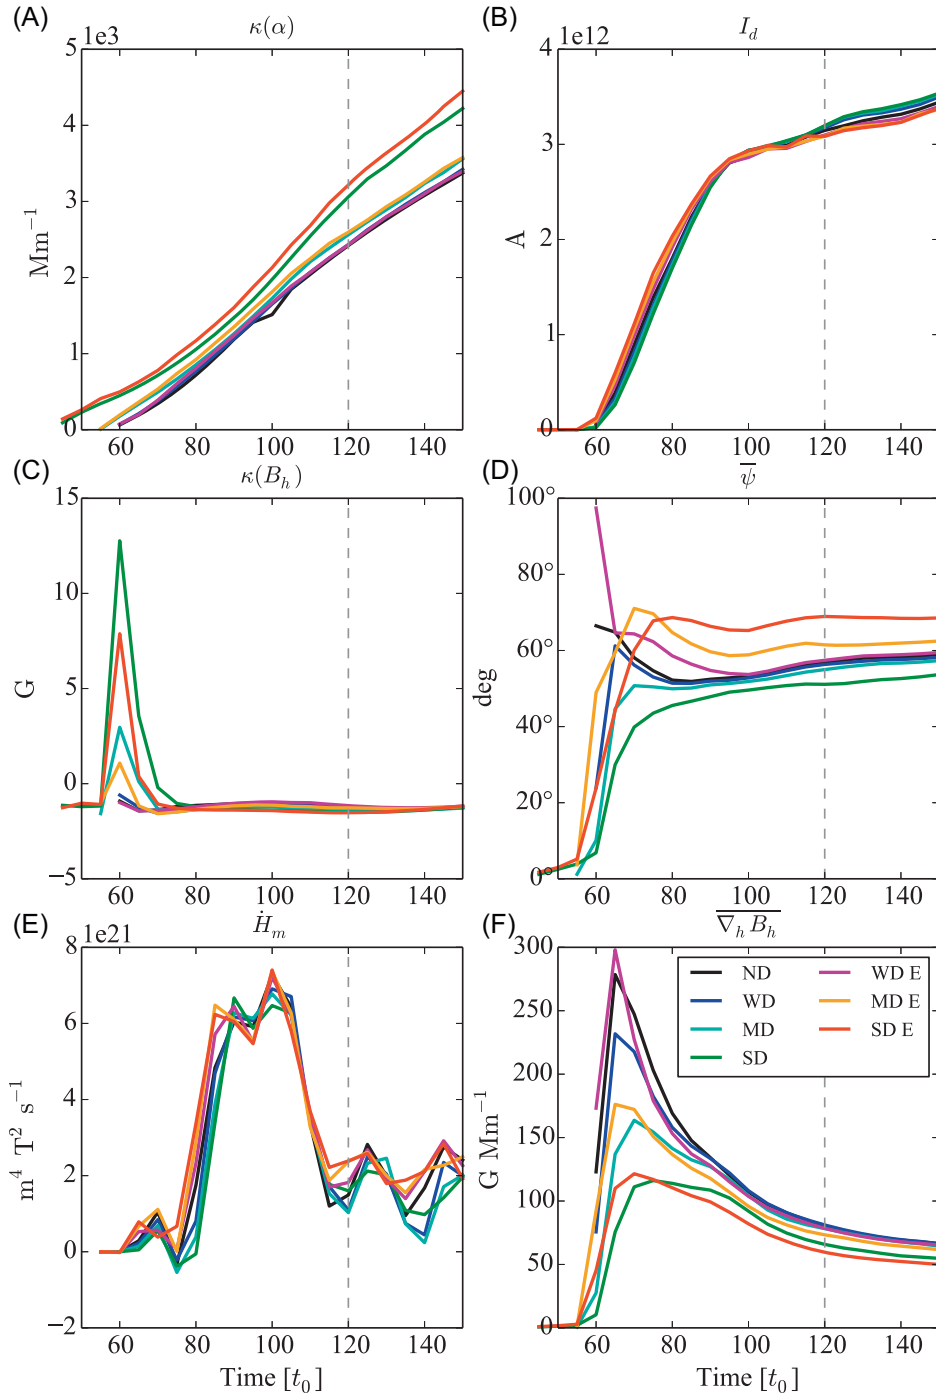 (A) κ(α)
1e3
5
4
3
2
1
0
Mm⁻¹
60 80 100 120 140
(B) I_d
1e12
4
3
2
1
0
A
60 80 100 120 140
(C) κ(B_h)
15
10
5
0
−5
G
60 80 100 120 140
(D) ψ̅
100°
80°
60°
40°
20°
0°
deg
60 80 100 120 140
(E) Ḣ_m
1e21
8
6
4
2
0
−2
m⁴ T² s⁻¹
60 80 100 120 140
Time [t₀]
(F) \overline{∇_h B_h}
300
250
200
150
100
50
0
G Mm⁻¹
ND WD E
WD MD E
MD SD E
SD
60 80 100 120 140
Time [t₀]